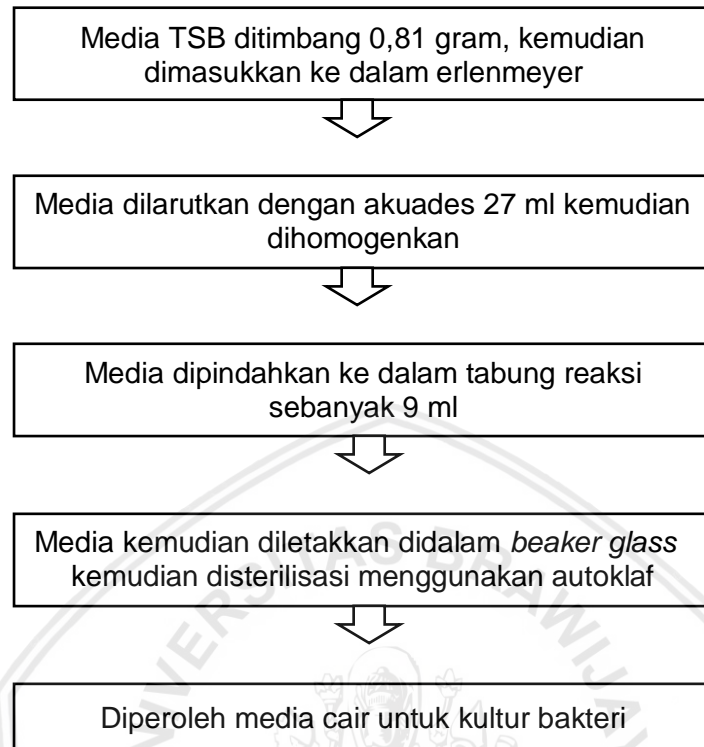 Media TSB ditimbang 0,81 gram, kemudian
dimasukkan ke dalam erlenmeyer
Media dilarutkan dengan akuades 27 ml kemudian
dihomogenkan
Media dipindahkan ke dalam tabung reaksi
sebanyak 9 ml
Media kemudian diletakkan didalam beaker glass
kemudian disterilisasi menggunakan autoklaf
Diperoleh media cair untuk kultur bakteri